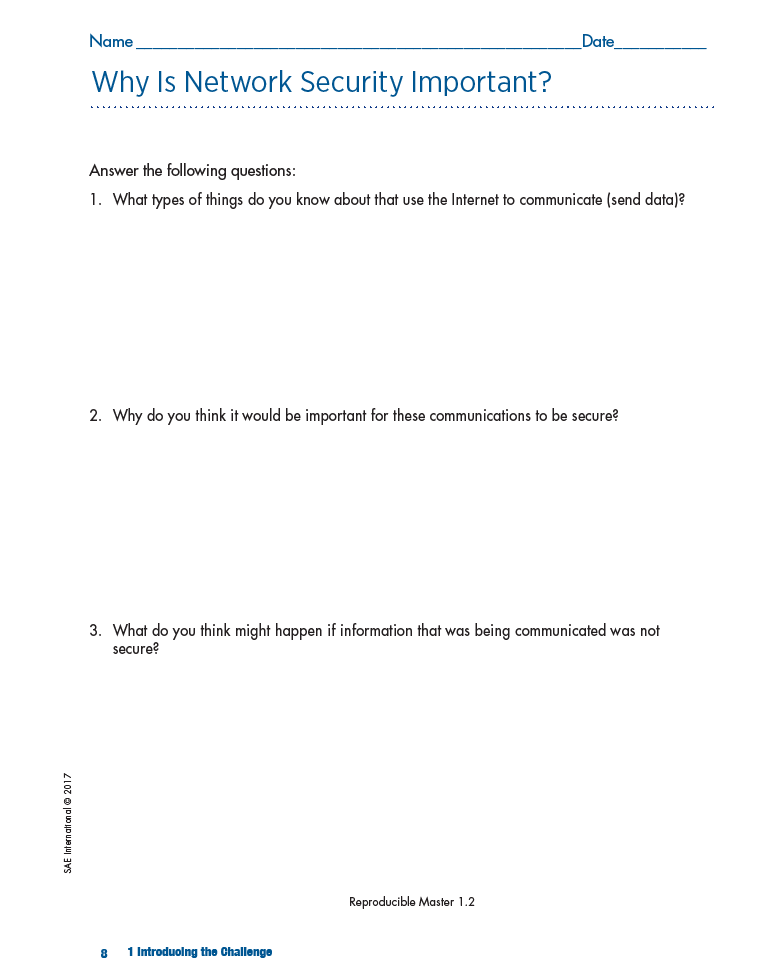 Name ______________________________________________________Date___________
Why Is Network Security Important?
Answer the following questions:
1. What types of things do you know about that use the Internet to communicate (send data)?
2. Why do you think it would be important for these communications to be secure?
3. What do you think might happen if information that was being communicated was not
secure?
SAE International © 2017
Reproducible Master 1.2
8 1 Introducing the Challenge